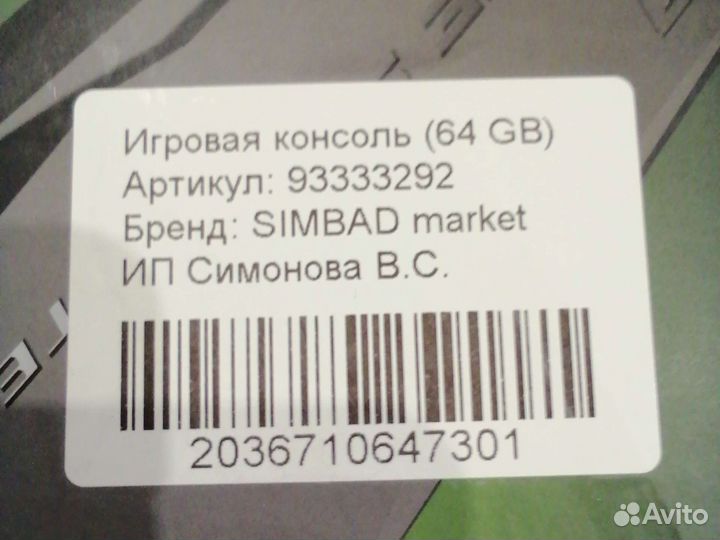 Игровая консоль (64 GB)
Артикул: 93333292
Бренд: SIMBAD market
ИП Симонова В.С.
2036710647301
Avito